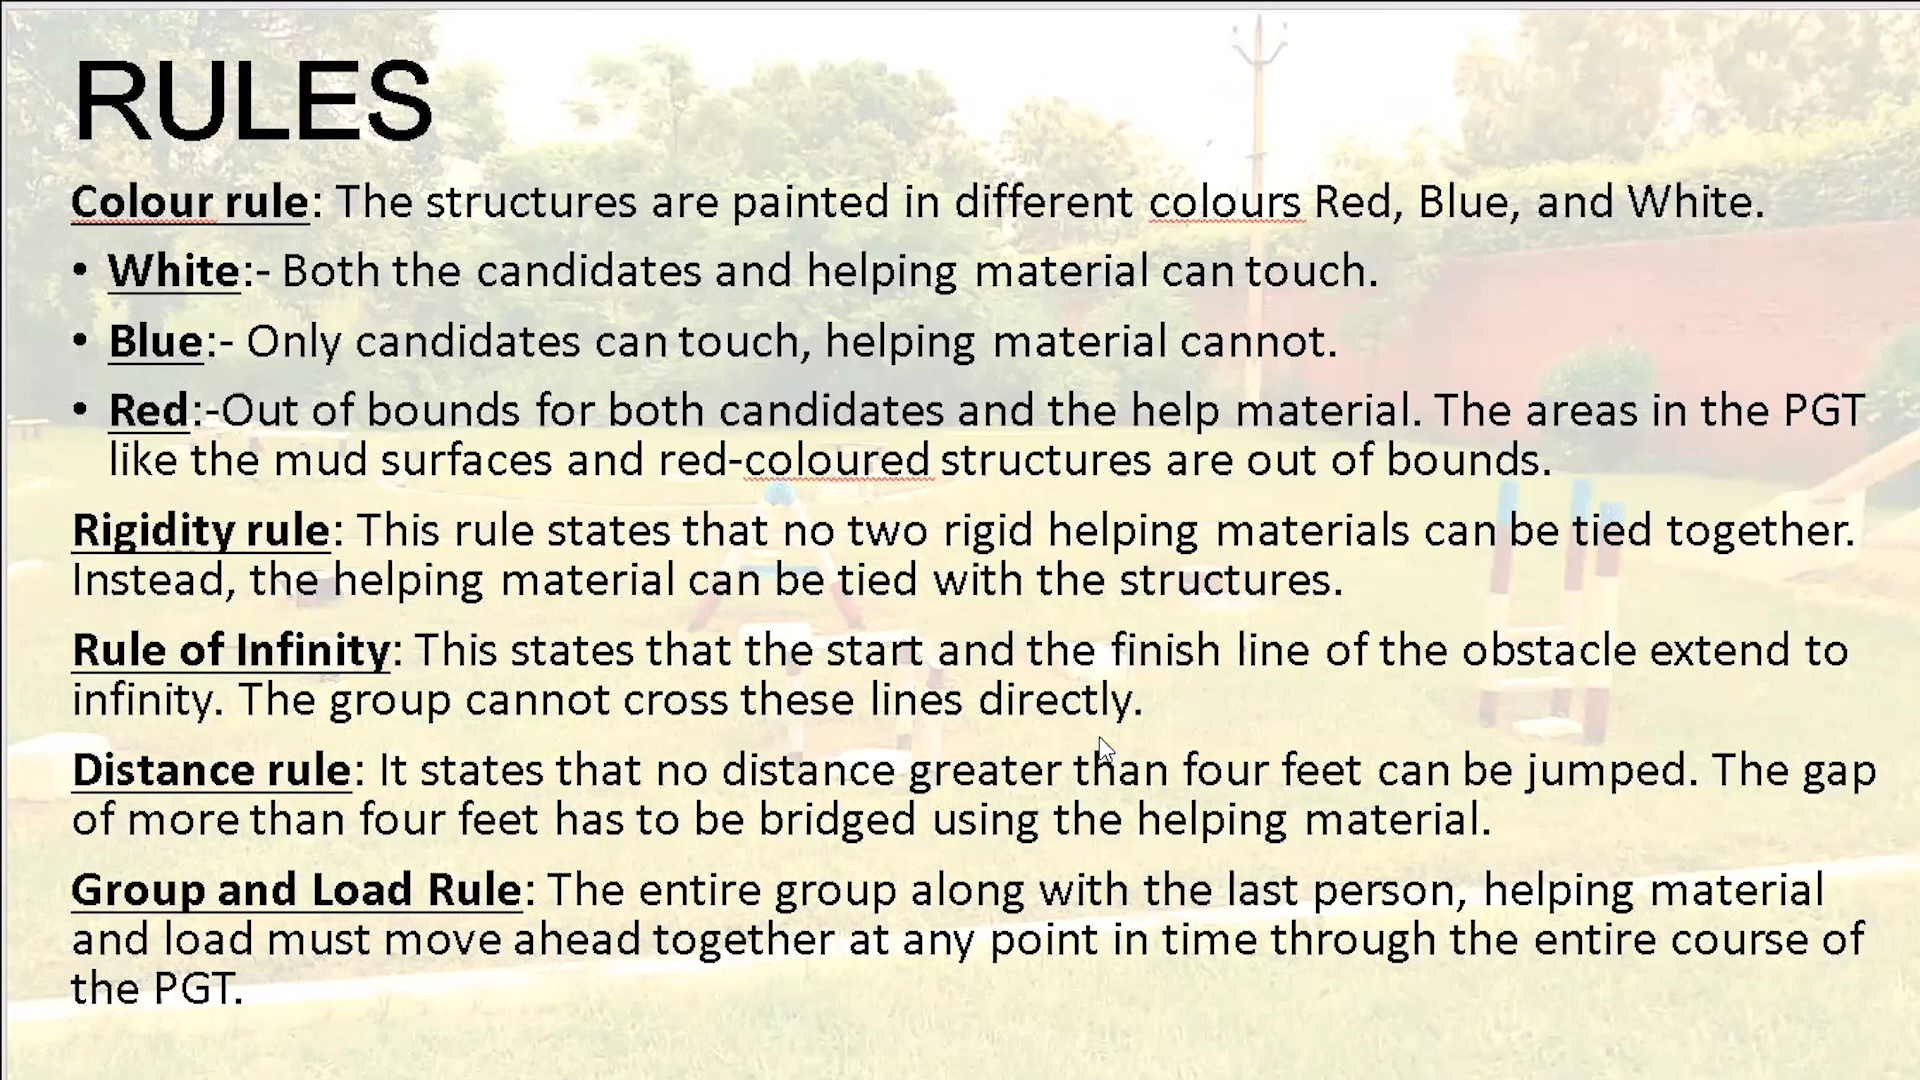 RULES
Colour rule: The structures are painted in different colours Red, Blue, and White.
• White:- Both the candidates and helping material can touch.
• Blue:- Only candidates can touch, helping material cannot.
• Red:-Out of bounds for both candidates and the help material. The areas in the PGT
like the mud surfaces and red-coloured structures are out of bounds.
Rigidity rule: This rule states that no two rigid helping materials can be tied together.
Instead, the helping material can be tied with the structures.
Rule of Infinity: This states that the start and the finish line of the obstacle extend to
infinity. The group cannot cross these lines directly.
Distance rule: It states that no distance greater than four feet can be jumped. The gap
of more than four feet has to be bridged using the helping material.
Group and Load Rule: The entire group along with the last person, helping material
and load must move ahead together at any point in time through the entire course of
the PGT.